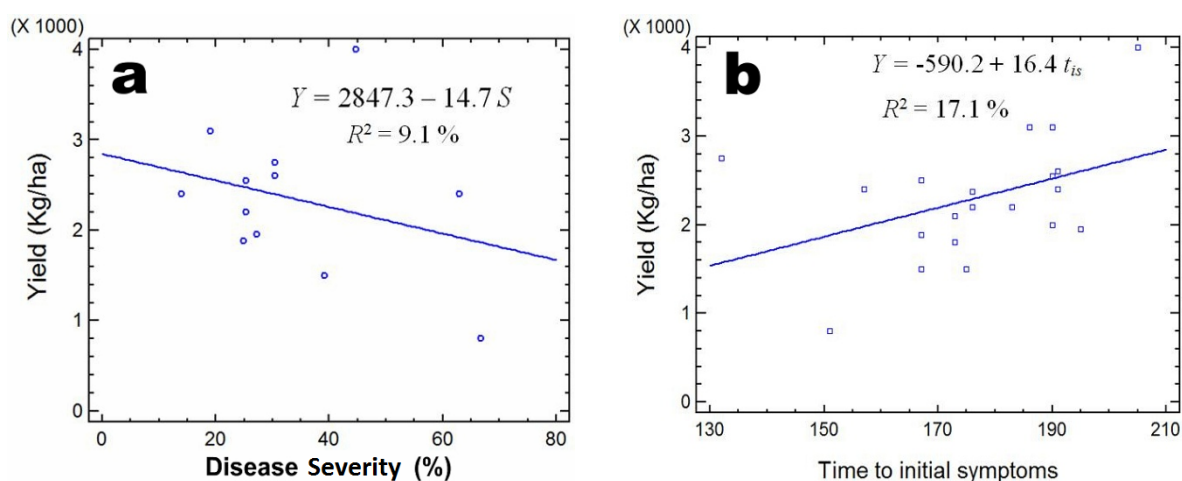 (X 1000)
a
Y = 2847.3 – 14.7 S
R² = 9.1 %
Yield (Kg/ha)
4
3
2
1
0
0 20 40 60 80
Disease Severity (%)
(X 1000)
b
Y = -590.2 + 16.4 tis
R² = 17.1 %
Yield (Kg/ha)
4
3
2
1
0
130 150 170 190 210
Time to initial symptoms